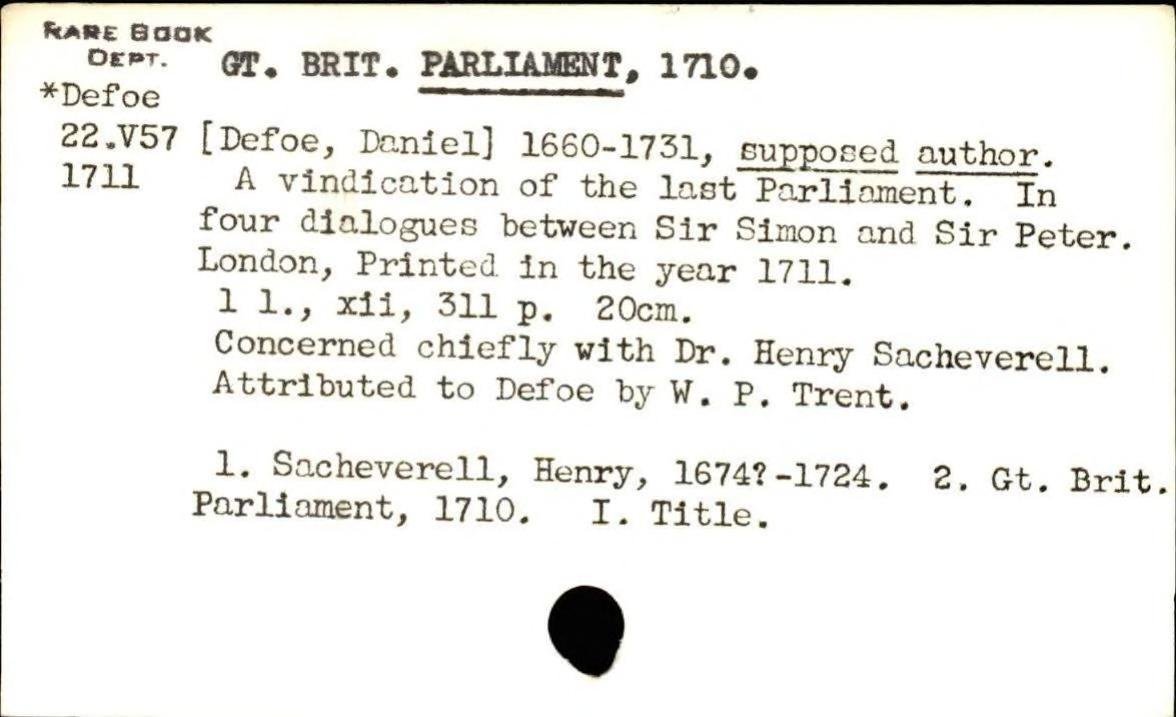 RARE BOOK
DEPT.
GT. BRIT. PARLIAMENT, 1710.
*Defoe
22.V57 [Defoe, Daniel] 1660-1731, supposed author.
1711 A vindication of the last Parliament. In
four dialogues between Sir Simon and Sir Peter.
London, Printed in the year 1711.
1 l., xii, 311 p. 20cm.
Concerned chiefly with Dr. Henry Sacheverell.
Attributed to Defoe by W. P. Trent.
1. Sacheverell, Henry, 1674?-1724. 2. Gt. Brit.
Parliament, 1710. I. Title.